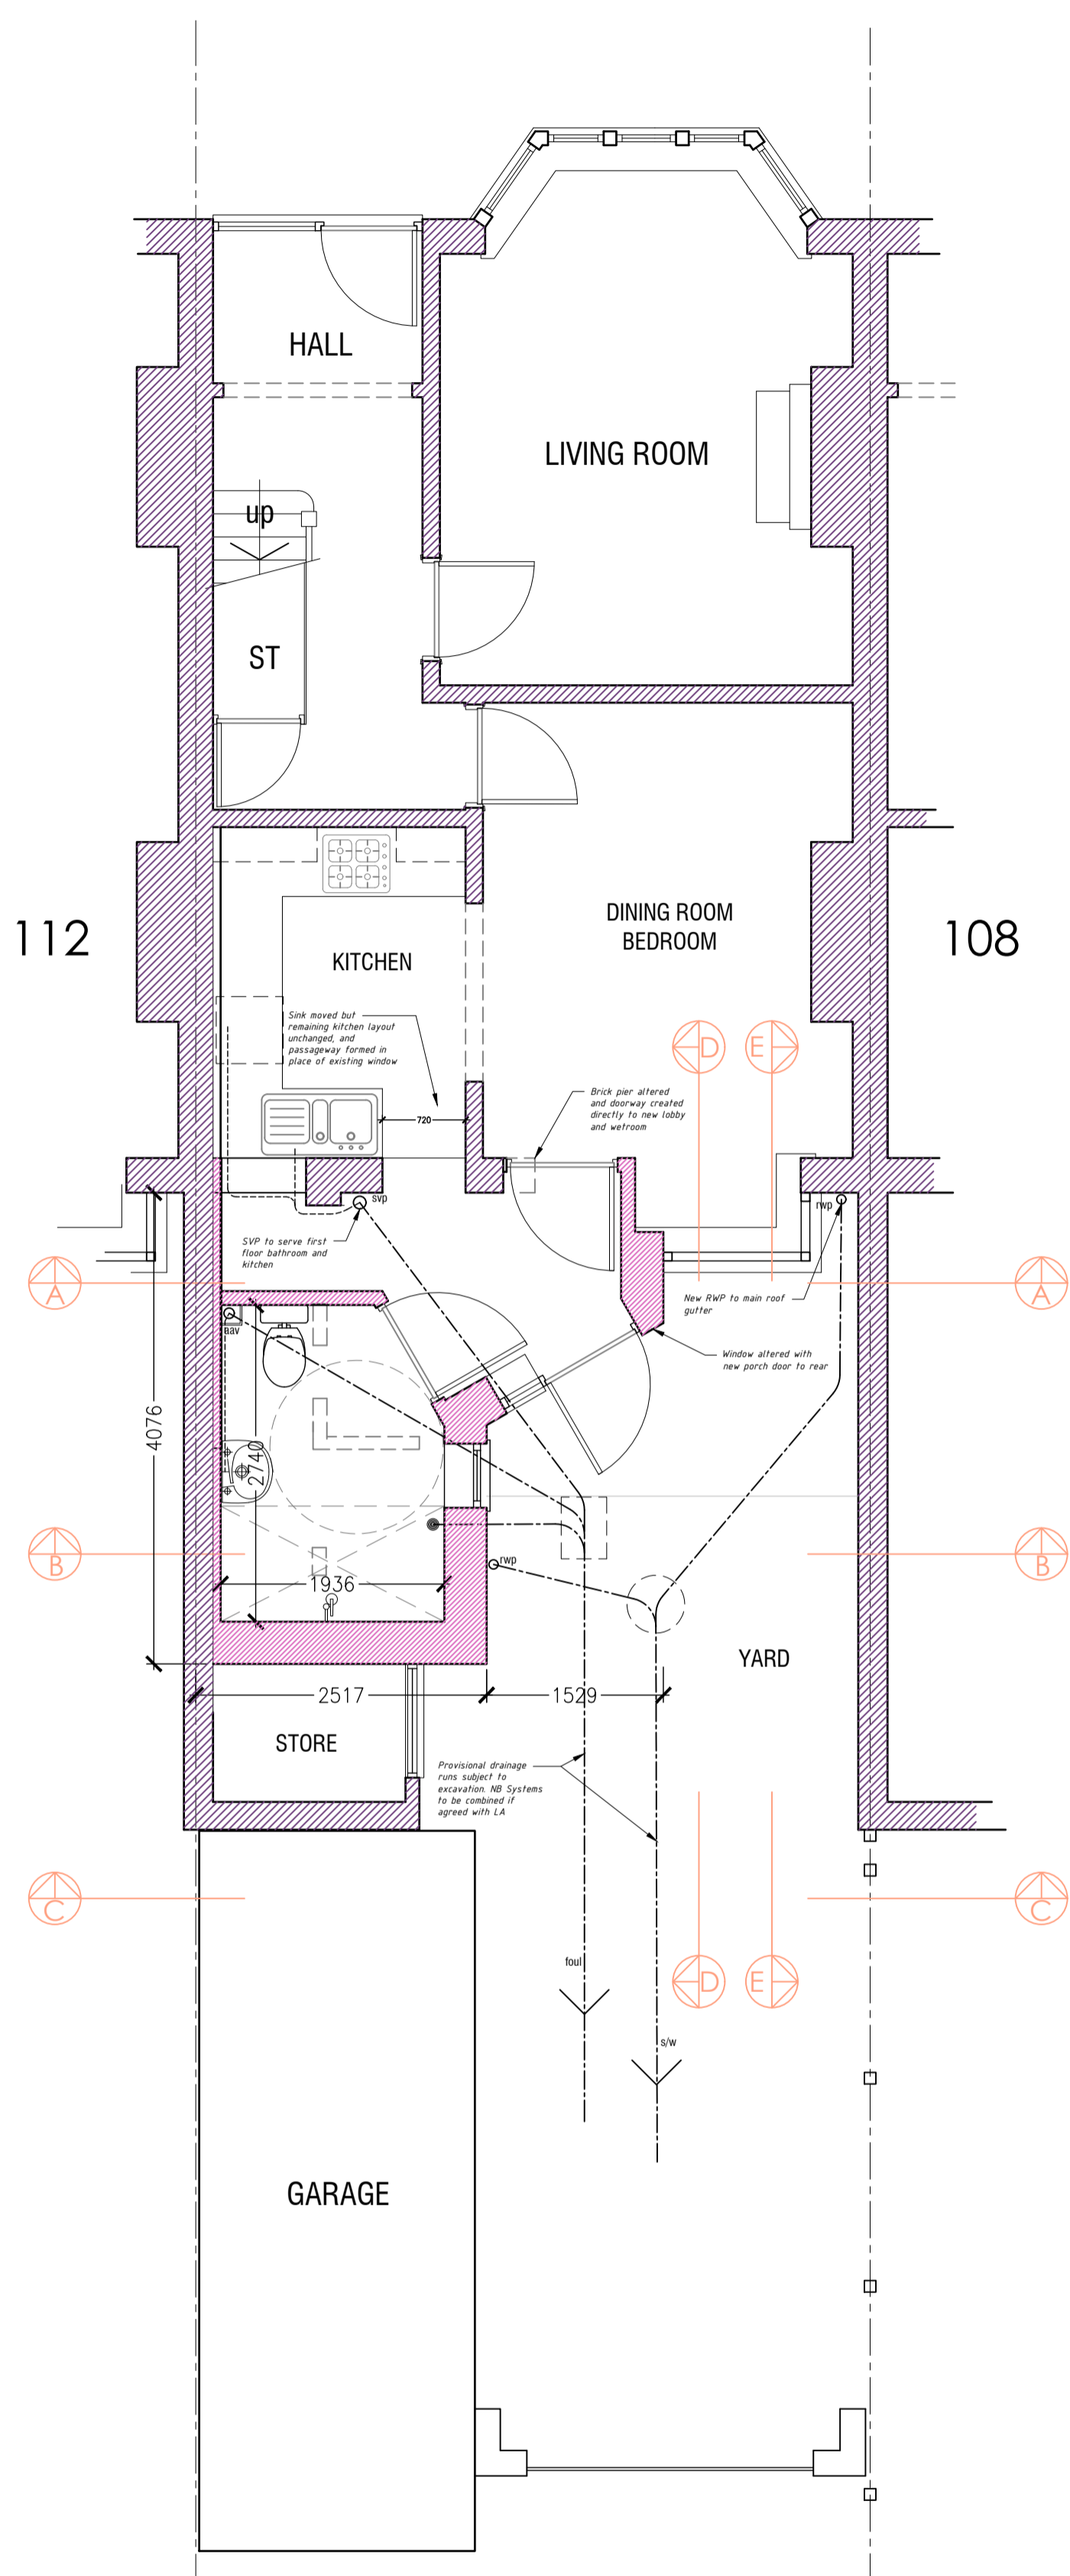 HALL
LIVING ROOM
up
ST
112
108
DINING ROOM
BEDROOM
KITCHEN
Sink moved but
remaining kitchen layout
unchanged, and
passageway formed in
place of existing window
D
E
Brick pier altered
and doorway created
directly to new lobby
and wetroom
720
svp
rwp
SVP to serve first
floor bathroom and
kitchen
A
A
New RWP to main roof
gutter
aav
Window altered with
new porch door to rear
4076
2740
B
B
rwp
1936
YARD
2517
1529
STORE
Provisional drainage
runs subject to
excavation. NB Systems
to be combined if
agreed with LA
C
C
foul
D
E
s/w
GARAGE